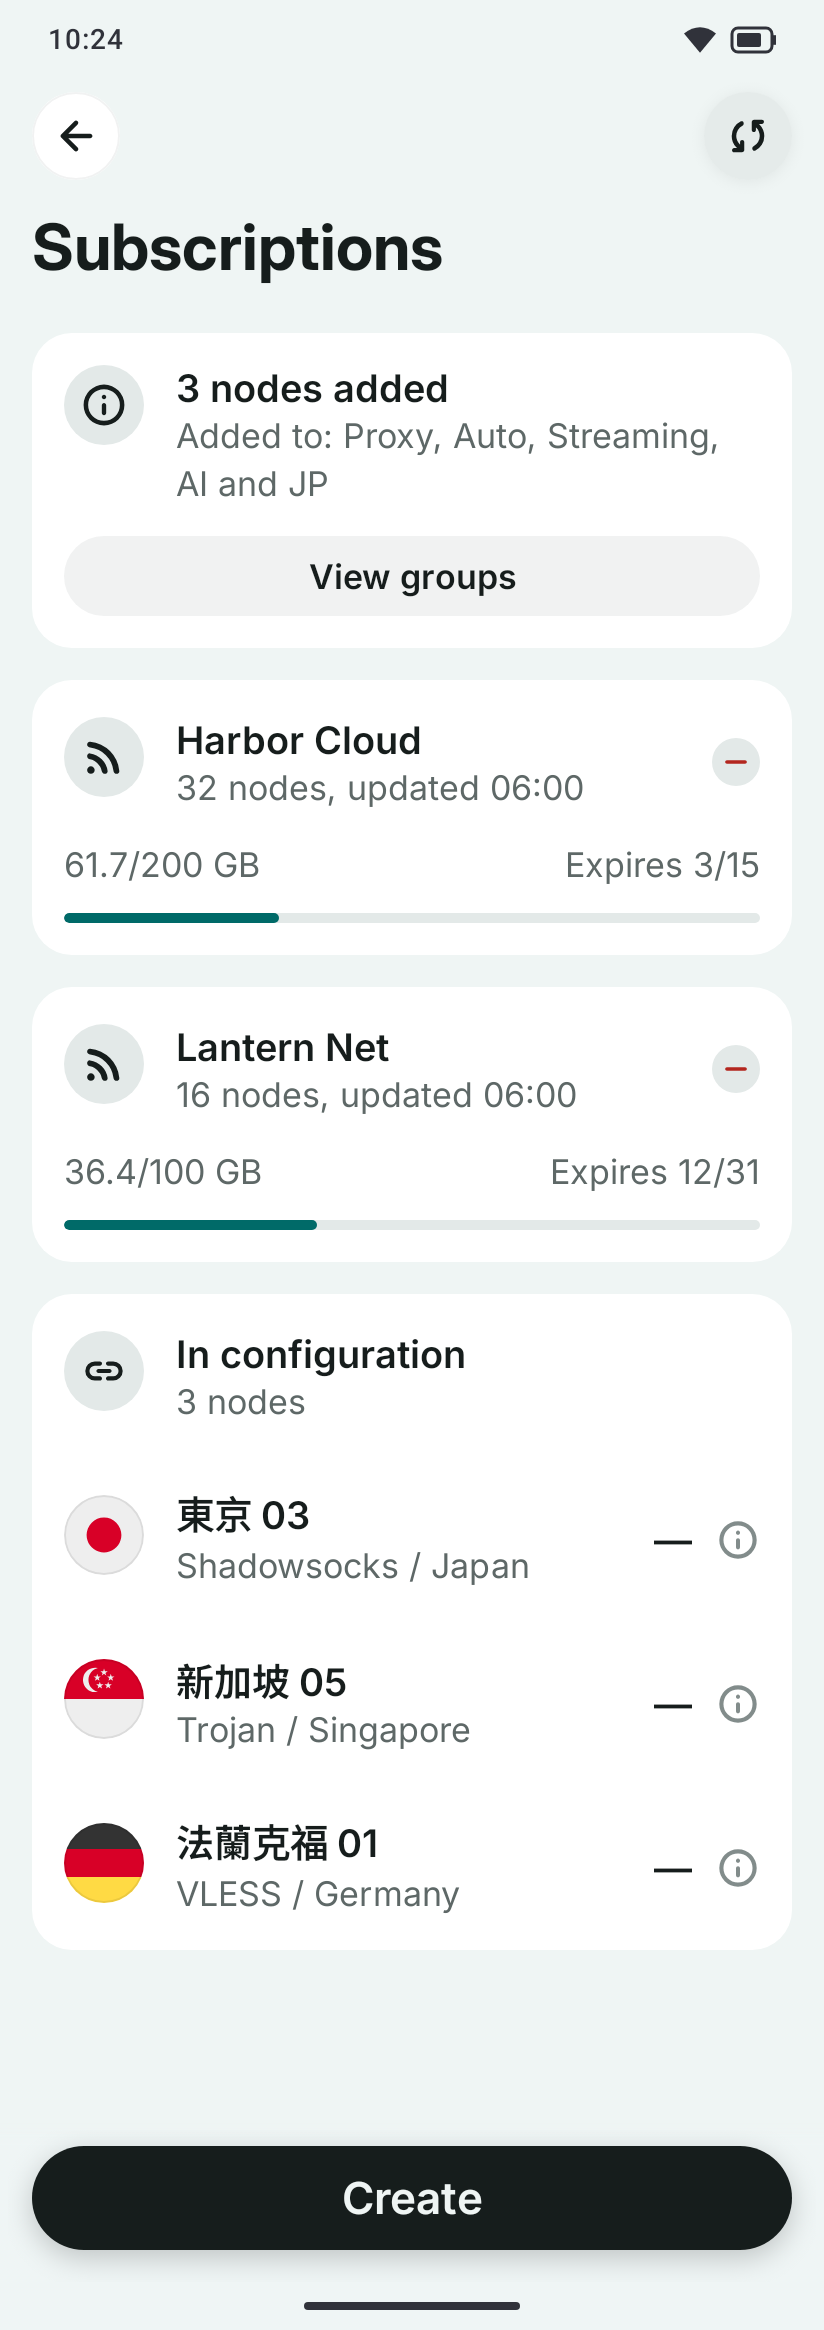 10:24
Subscriptions
3 nodes added
Added to: Proxy, Auto, Streaming,
AI and JP
View groups
Harbor Cloud
32 nodes, updated 06:00
61.7/200 GB
Expires 3/15
Lantern Net
16 nodes, updated 06:00
36.4/100 GB
Expires 12/31
In configuration
3 nodes
東京 03
Shadowsocks / Japan
—
新加坡 05
Trojan / Singapore
—
法蘭克福 01
VLESS / Germany
—
Create